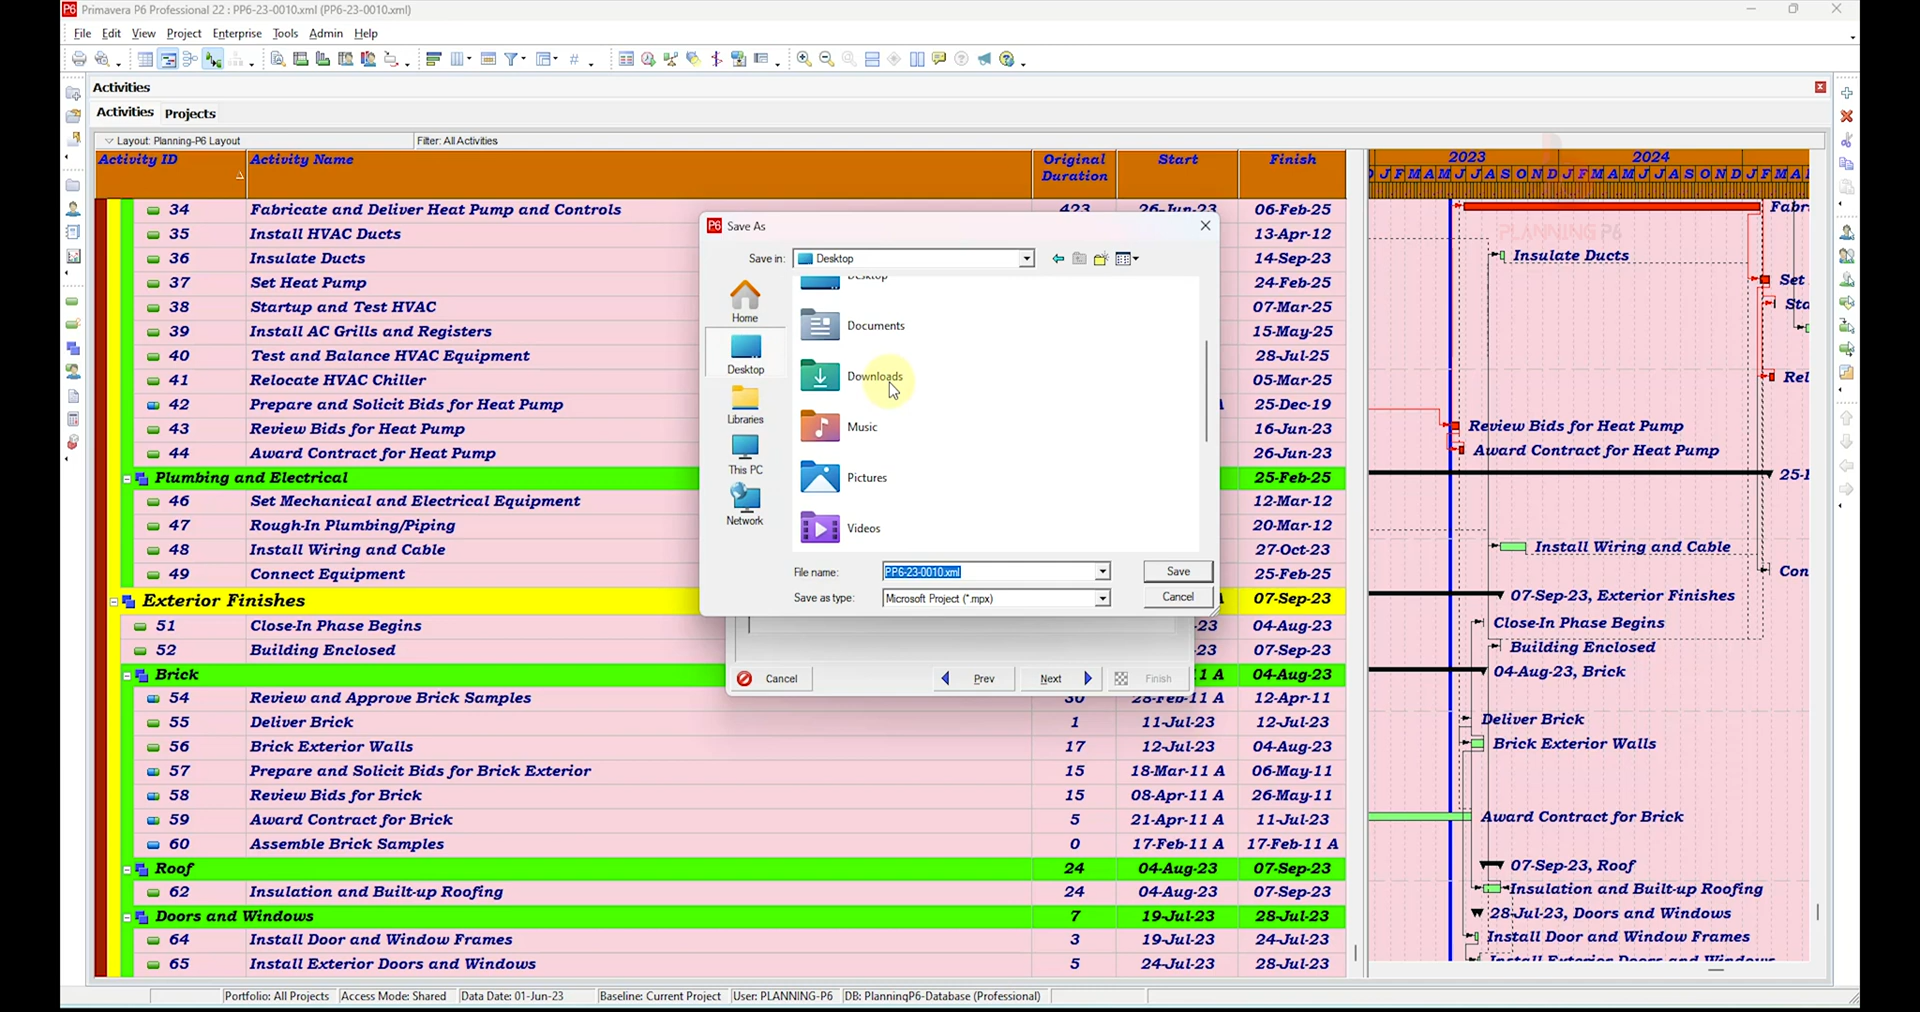 P6 Primavera P6 Professional 22 : PP6-23-0010.xml (PP6-23-0010.xml)
File Edit View Project Enterprise Tools Admin Help
Activities
Activities Projects
Layout: Planning-P6 Layout Filter: All Activities
Activity ID Activity Name Original Duration Start Finish 2023 2024
34 Fabricate and Deliver Heat Pump and Controls 423 26-Jun-23 06-Feb-25
35 Install HVAC Ducts 13-Apr-12
36 Insulate Ducts 14-Sep-23 Insulate Ducts
37 Set Heat Pump 24-Feb-25 Set
38 Startup and Test HVAC 07-Mar-25
39 Install AC Grills and Registers 15-May-25
40 Test and Balance HVAC Equipment 28-Jul-25
41 Relocate HVAC Chiller 05-Mar-25
42 Prepare and Solicit Bids for Heat Pump 25-Dec-19
43 Review Bids for Heat Pump 16-Jun-23 Review Bids for Heat Pump
44 Award Contract for Heat Pump 26-Jun-23 Award Contract for Heat Pump
Plumbing and Electrical 25-Feb-25
46 Set Mechanical and Electrical Equipment 12-Mar-12
47 Rough-In Plumbing/Piping 20-Mar-12
48 Install Wiring and Cable 27-Oct-23 Install Wiring and Cable
49 Connect Equipment 25-Feb-25
Exterior Finishes 07-Sep-23 07-Sep-23, Exterior Finishes
51 Close-In Phase Begins 04-Aug-23 Close-In Phase Begins
52 Building Enclosed 07-Sep-23 Building Enclosed
Brick 04-Aug-23 04-Aug-23, Brick
54 Review and Approve Brick Samples 30 28-Feb-11 A 12-Apr-11
55 Deliver Brick 1 11-Jul-23 12-Jul-23 Deliver Brick
56 Brick Exterior Walls 17 12-Jul-23 04-Aug-23 Brick Exterior Walls
57 Prepare and Solicit Bids for Brick Exterior 15 18-Mar-11 A 06-May-11
58 Review Bids for Brick 15 08-Apr-11 A 26-May-11
59 Award Contract for Brick 5 21-Apr-11 A 11-Jul-23 Award Contract for Brick
60 Assemble Brick Samples 0 17-Feb-11 A 17-Feb-11 A
Roof 24 04-Aug-23 07-Sep-23 07-Sep-23, Roof
62 Insulation and Built-up Roofing 24 04-Aug-23 07-Sep-23 Insulation and Built-up Roofing
Doors and Windows 7 19-Jul-23 28-Jul-23 28-Jul-23, Doors and Windows
64 Install Door and Window Frames 3 19-Jul-23 24-Jul-23 Install Door and Window Frames
65 Install Exterior Doors and Windows 5 24-Jul-23 28-Jul-23 Install Exterior Doors and Windows
PLANNING P6
P6 Save As
Save in: Desktop
Home
Desktop
Libraries
This PC
Network
Desktop
Documents
Downloads
Music
Pictures
Videos
File name: PP6-23-0010.xml Save
Save as type: Microsoft Project (*.mpx) Cancel
Cancel Prev Next Finish
Portfolio: All Projects Access Mode: Shared Data Date: 01-Jun-23 Baseline: Current Project User: PLANNING-P6 DB: PlanningP6-Database (Professional)